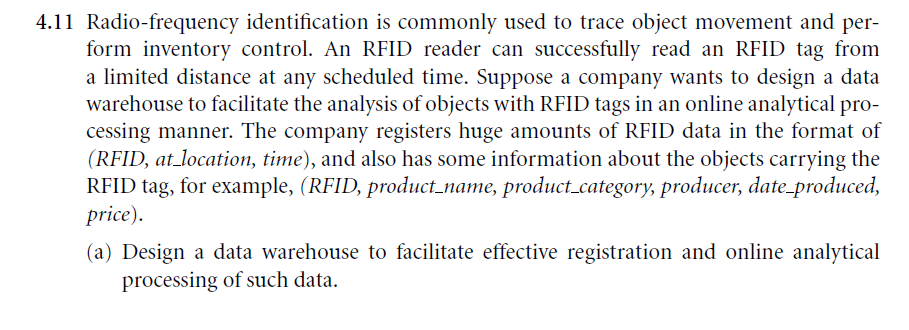 4.11 Radio-frequency identification is commonly used to trace object movement and per-
form inventory control. An RFID reader can successfully read an RFID tag from
a limited distance at any scheduled time. Suppose a company wants to design a data
warehouse to facilitate the analysis of objects with RFID tags in an online analytical pro-
cessing manner. The company registers huge amounts of RFID data in the format of
(RFID, at_location, time), and also has some information about the objects carrying the
RFID tag, for example, (RFID, product_name, product_category, producer, date_produced,
price).
(a) Design a data warehouse to facilitate effective registration and online analytical
processing of such data.